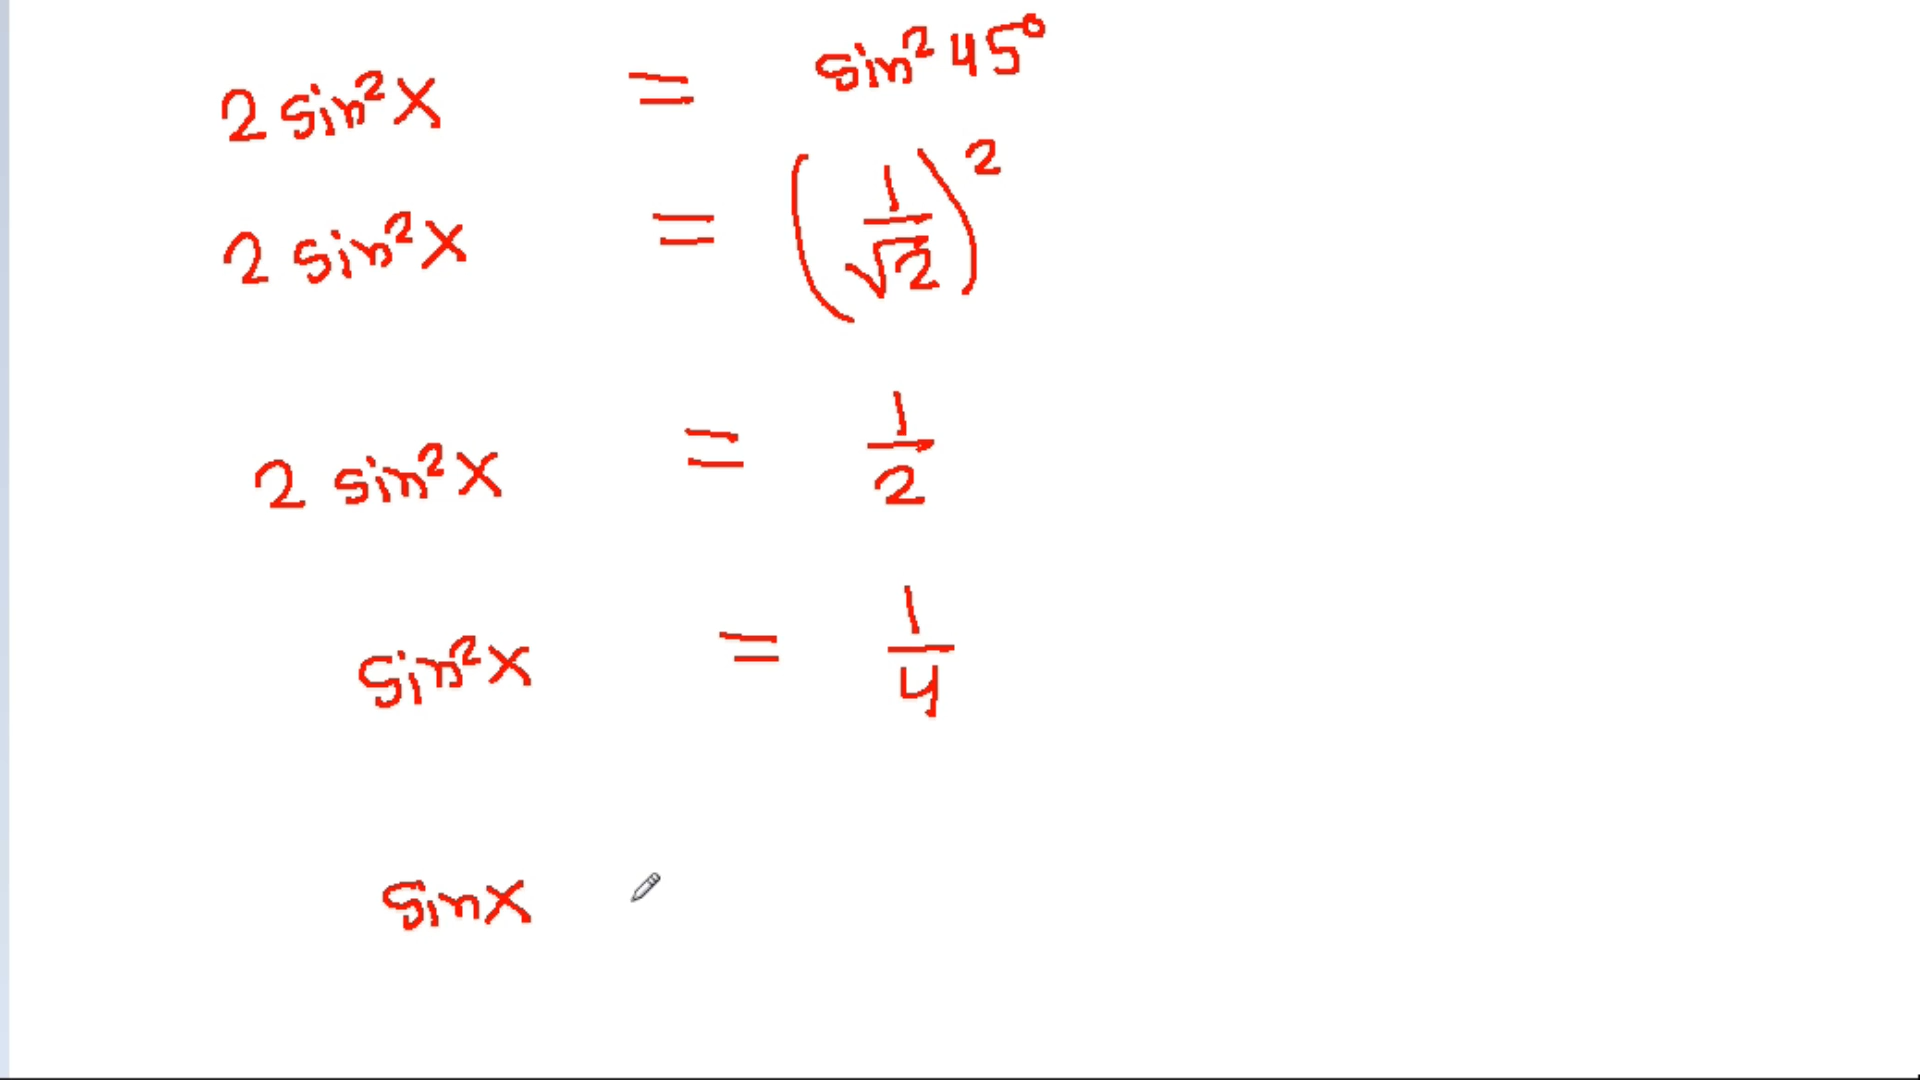 2 sin²x = sin² 45°
2 sin²x = (1/√2)²
2 sin²x = 1/2
sin²x = 1/4
sinx